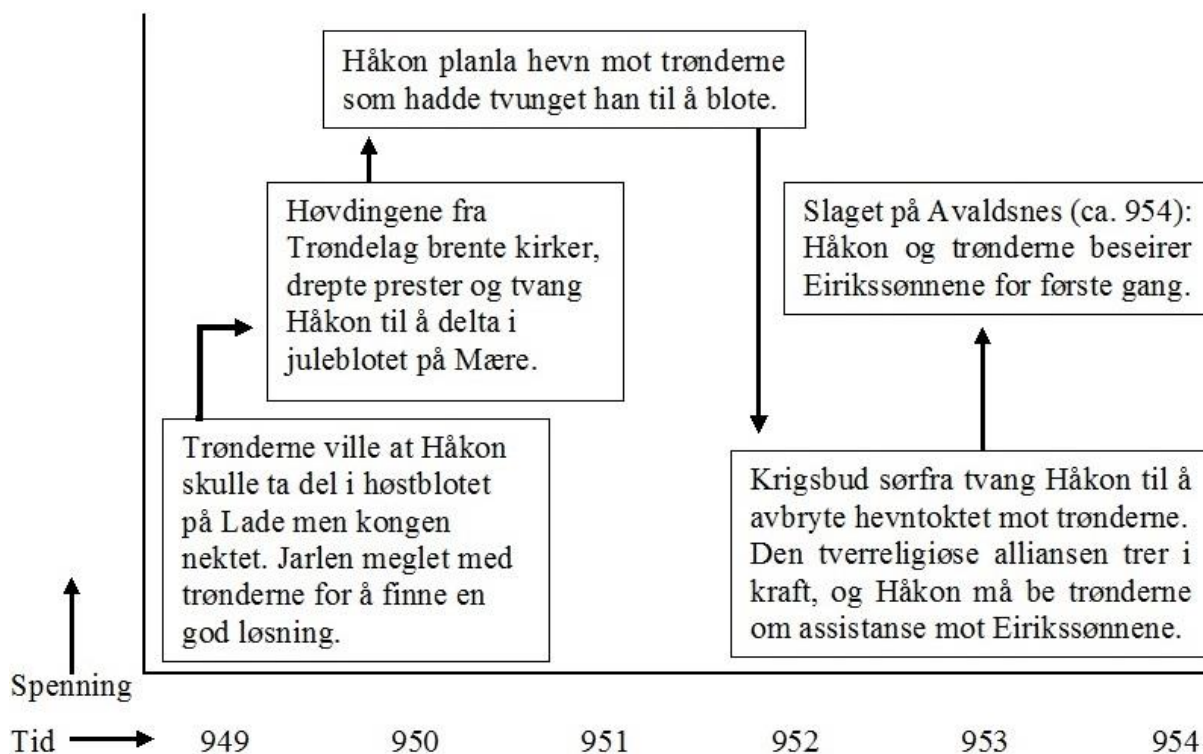 Håkon planla hevn mot trønderne
som hadde tvunget han til å blote.
Høvdingene fra
Trøndelag brente kirker,
drepte prester og tvang
Håkon til å delta i
juleblotet på Mære.
Slaget på Avaldsnes (ca. 954):
Håkon og trønderne beseirer
Eirikssønnene for første gang.
Trønderne ville at Håkon
skulle ta del i høstblotet
på Lade men kongen
nektet. Jarlen meglet med
trønderne for å finne en
god løsning.
Krigsbud sørfra tvang Håkon til å
avbryte hevntoktet mot trønderne.
Den tverreligiøse alliansen trer i
kraft, og Håkon må be trønderne
om assistanse mot Eirikssønnene.
Spenning
Tid 949 950 951 952 953 954